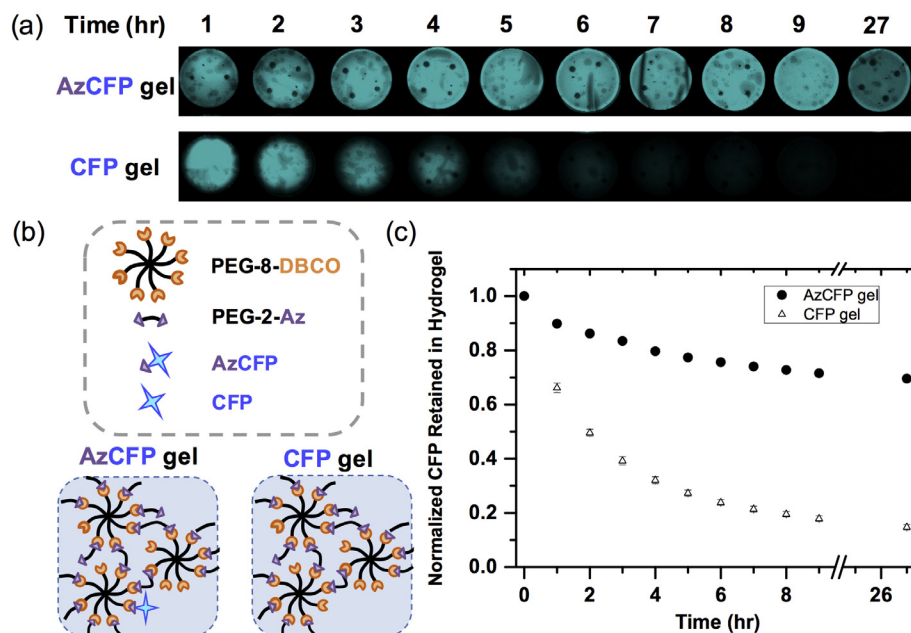 (a) Time (hr) 1 2 3 4 5 6 7 8 9 27
AzCFP gel
CFP gel
(b)
PEG-8-DBCO
PEG-2-Az
AzCFP
CFP
AzCFP gel CFP gel
(c)
Normalized CFP Retained in Hydrogel
1.0
0.8
0.6
0.4
0.2
0.0
AzCFP gel
CFP gel
0 2 4 6 8 26
Time (hr)